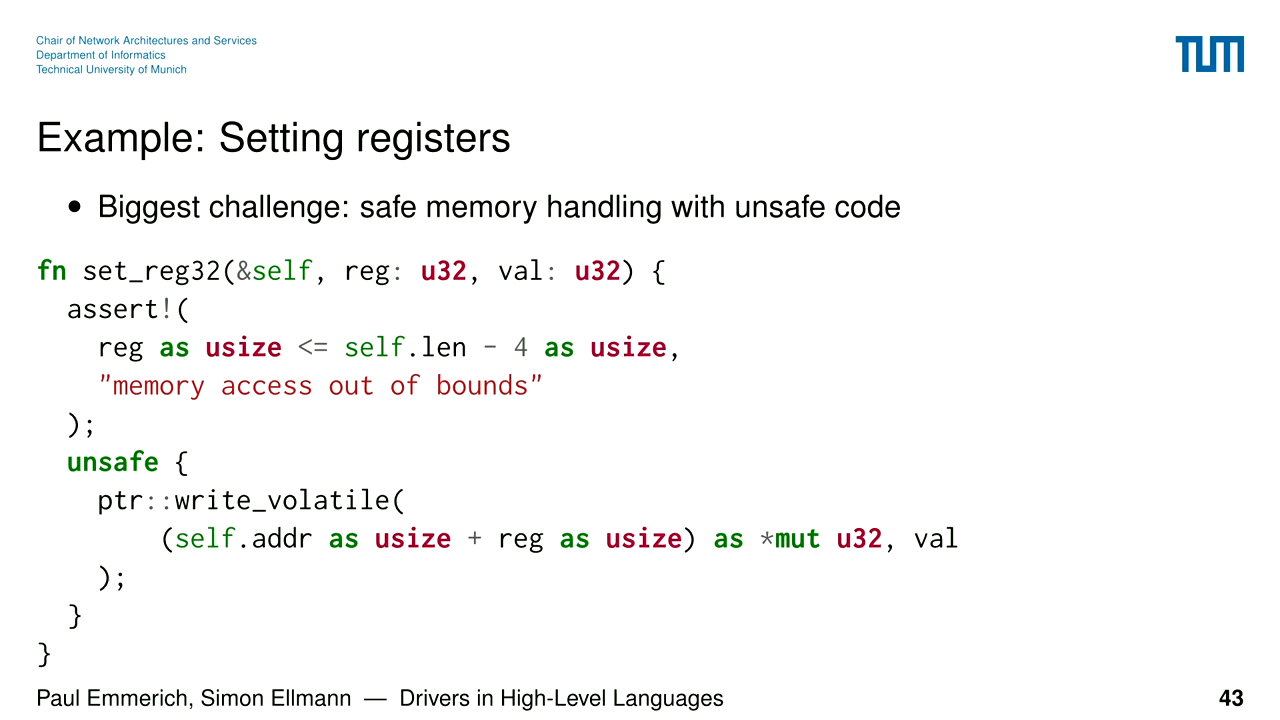 Chair of Network Architectures and Services
Department of Informatics
Technical University of Munich
TUM
Example: Setting registers
• Biggest challenge: safe memory handling with unsafe code
fn set_reg32(&self, reg: u32, val: u32) {
  assert!(
    reg as usize <= self.len - 4 as usize,
    "memory access out of bounds"
  );
  unsafe {
    ptr::write_volatile(
        (self.addr as usize + reg as usize) as *mut u32, val
    );
  }
}
Paul Emmerich, Simon Ellmann — Drivers in High-Level Languages 43